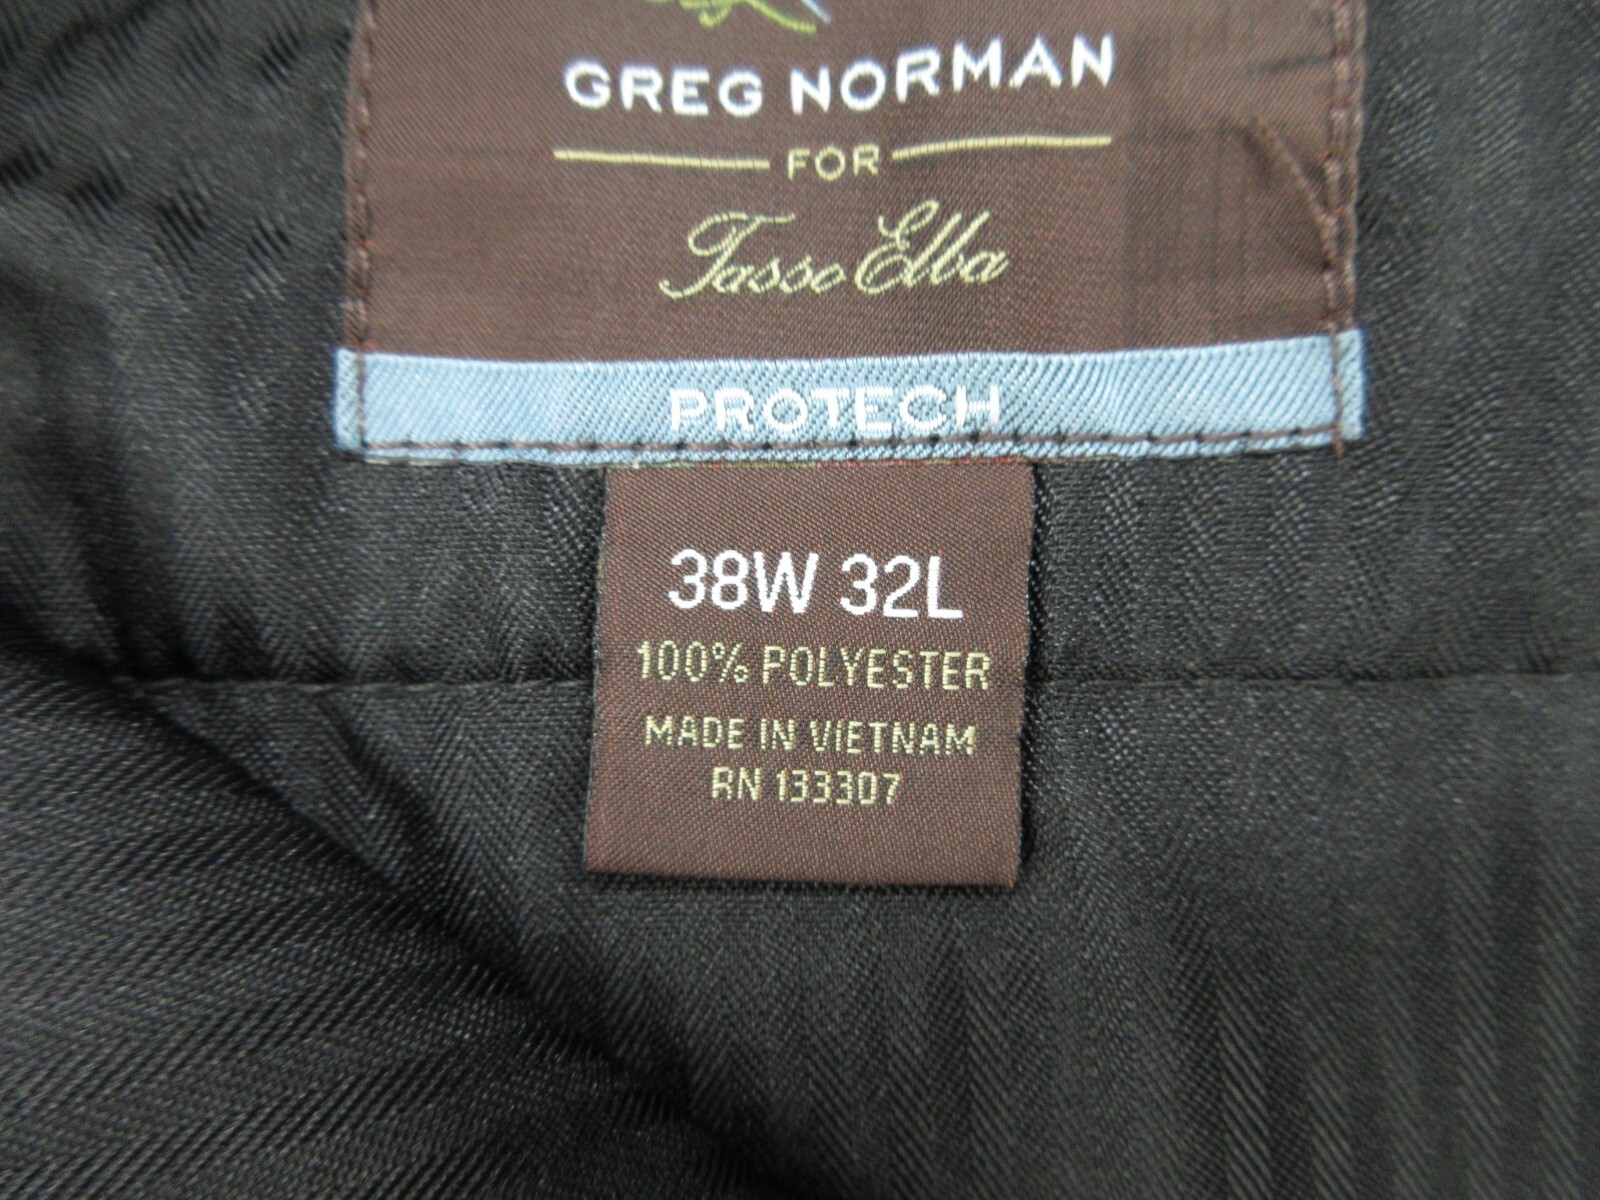 GREG NORMAN
FOR
Tasso Elba
PROTECH
38W 32L
100% POLYESTER
MADE IN VIETNAM
RN 133307